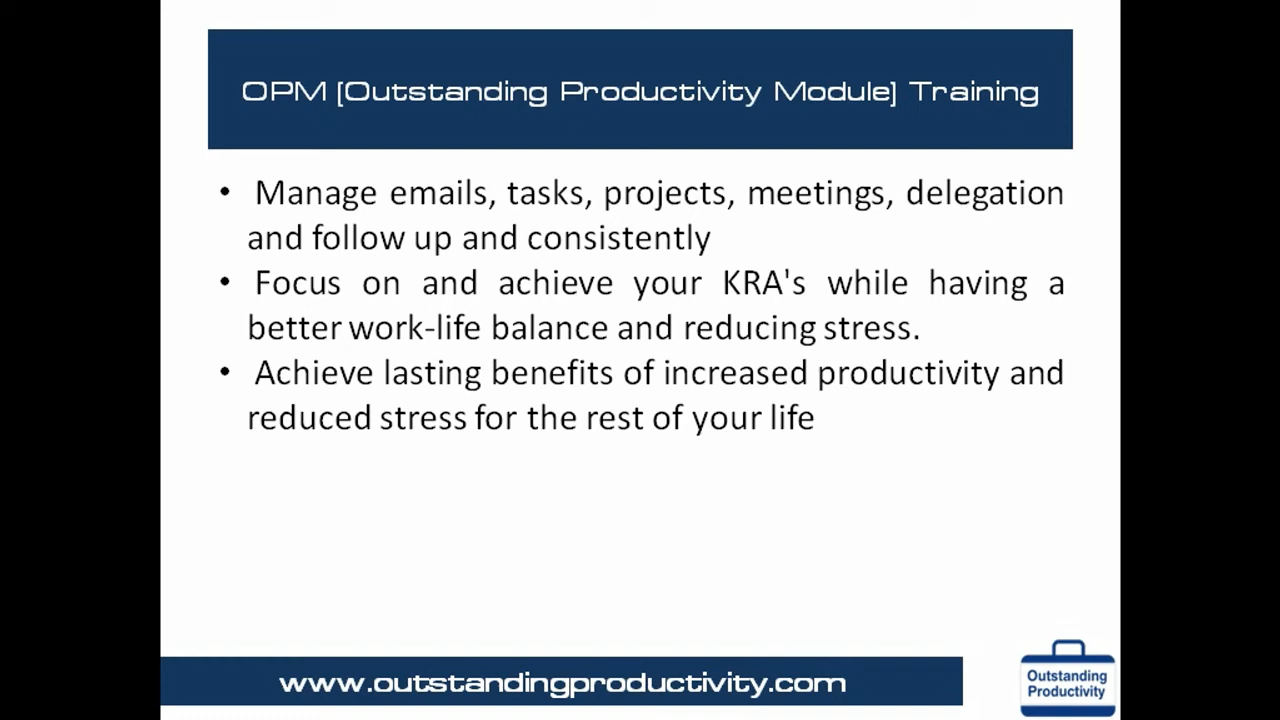 OPM [Outstanding Productivity Module] Training
• Manage emails, tasks, projects, meetings, delegation
and follow up and consistently
• Focus on and achieve your KRA's while having a
better work-life balance and reducing stress.
• Achieve lasting benefits of increased productivity and
reduced stress for the rest of your life
www.outstandingproductivity.com
Outstanding
Productivity